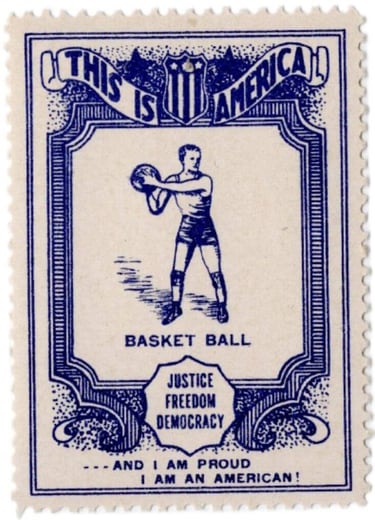 THIS IS AMERICA
BASKET BALL
JUSTICE
FREEDOM
DEMOCRACY
---AND I AM PROUD
I AM AN AMERICAN!